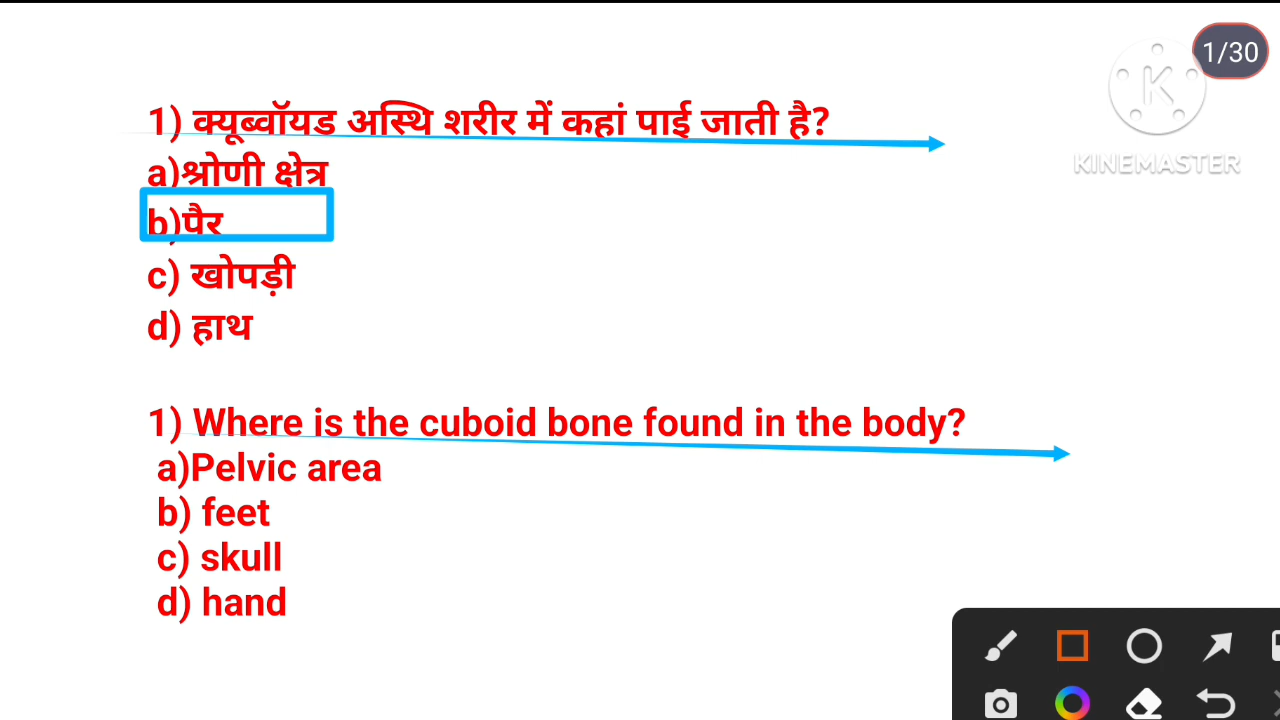 1/30
KINEMASTER
1) क्यूब्वॉयड अस्थि शरीर में कहां पाई जाती है?
a)श्रोणी क्षेत्र
b)पैर
c) खोपड़ी
d) हाथ
1) Where is the cuboid bone found in the body?
a)Pelvic area
b) feet
c) skull
d) hand